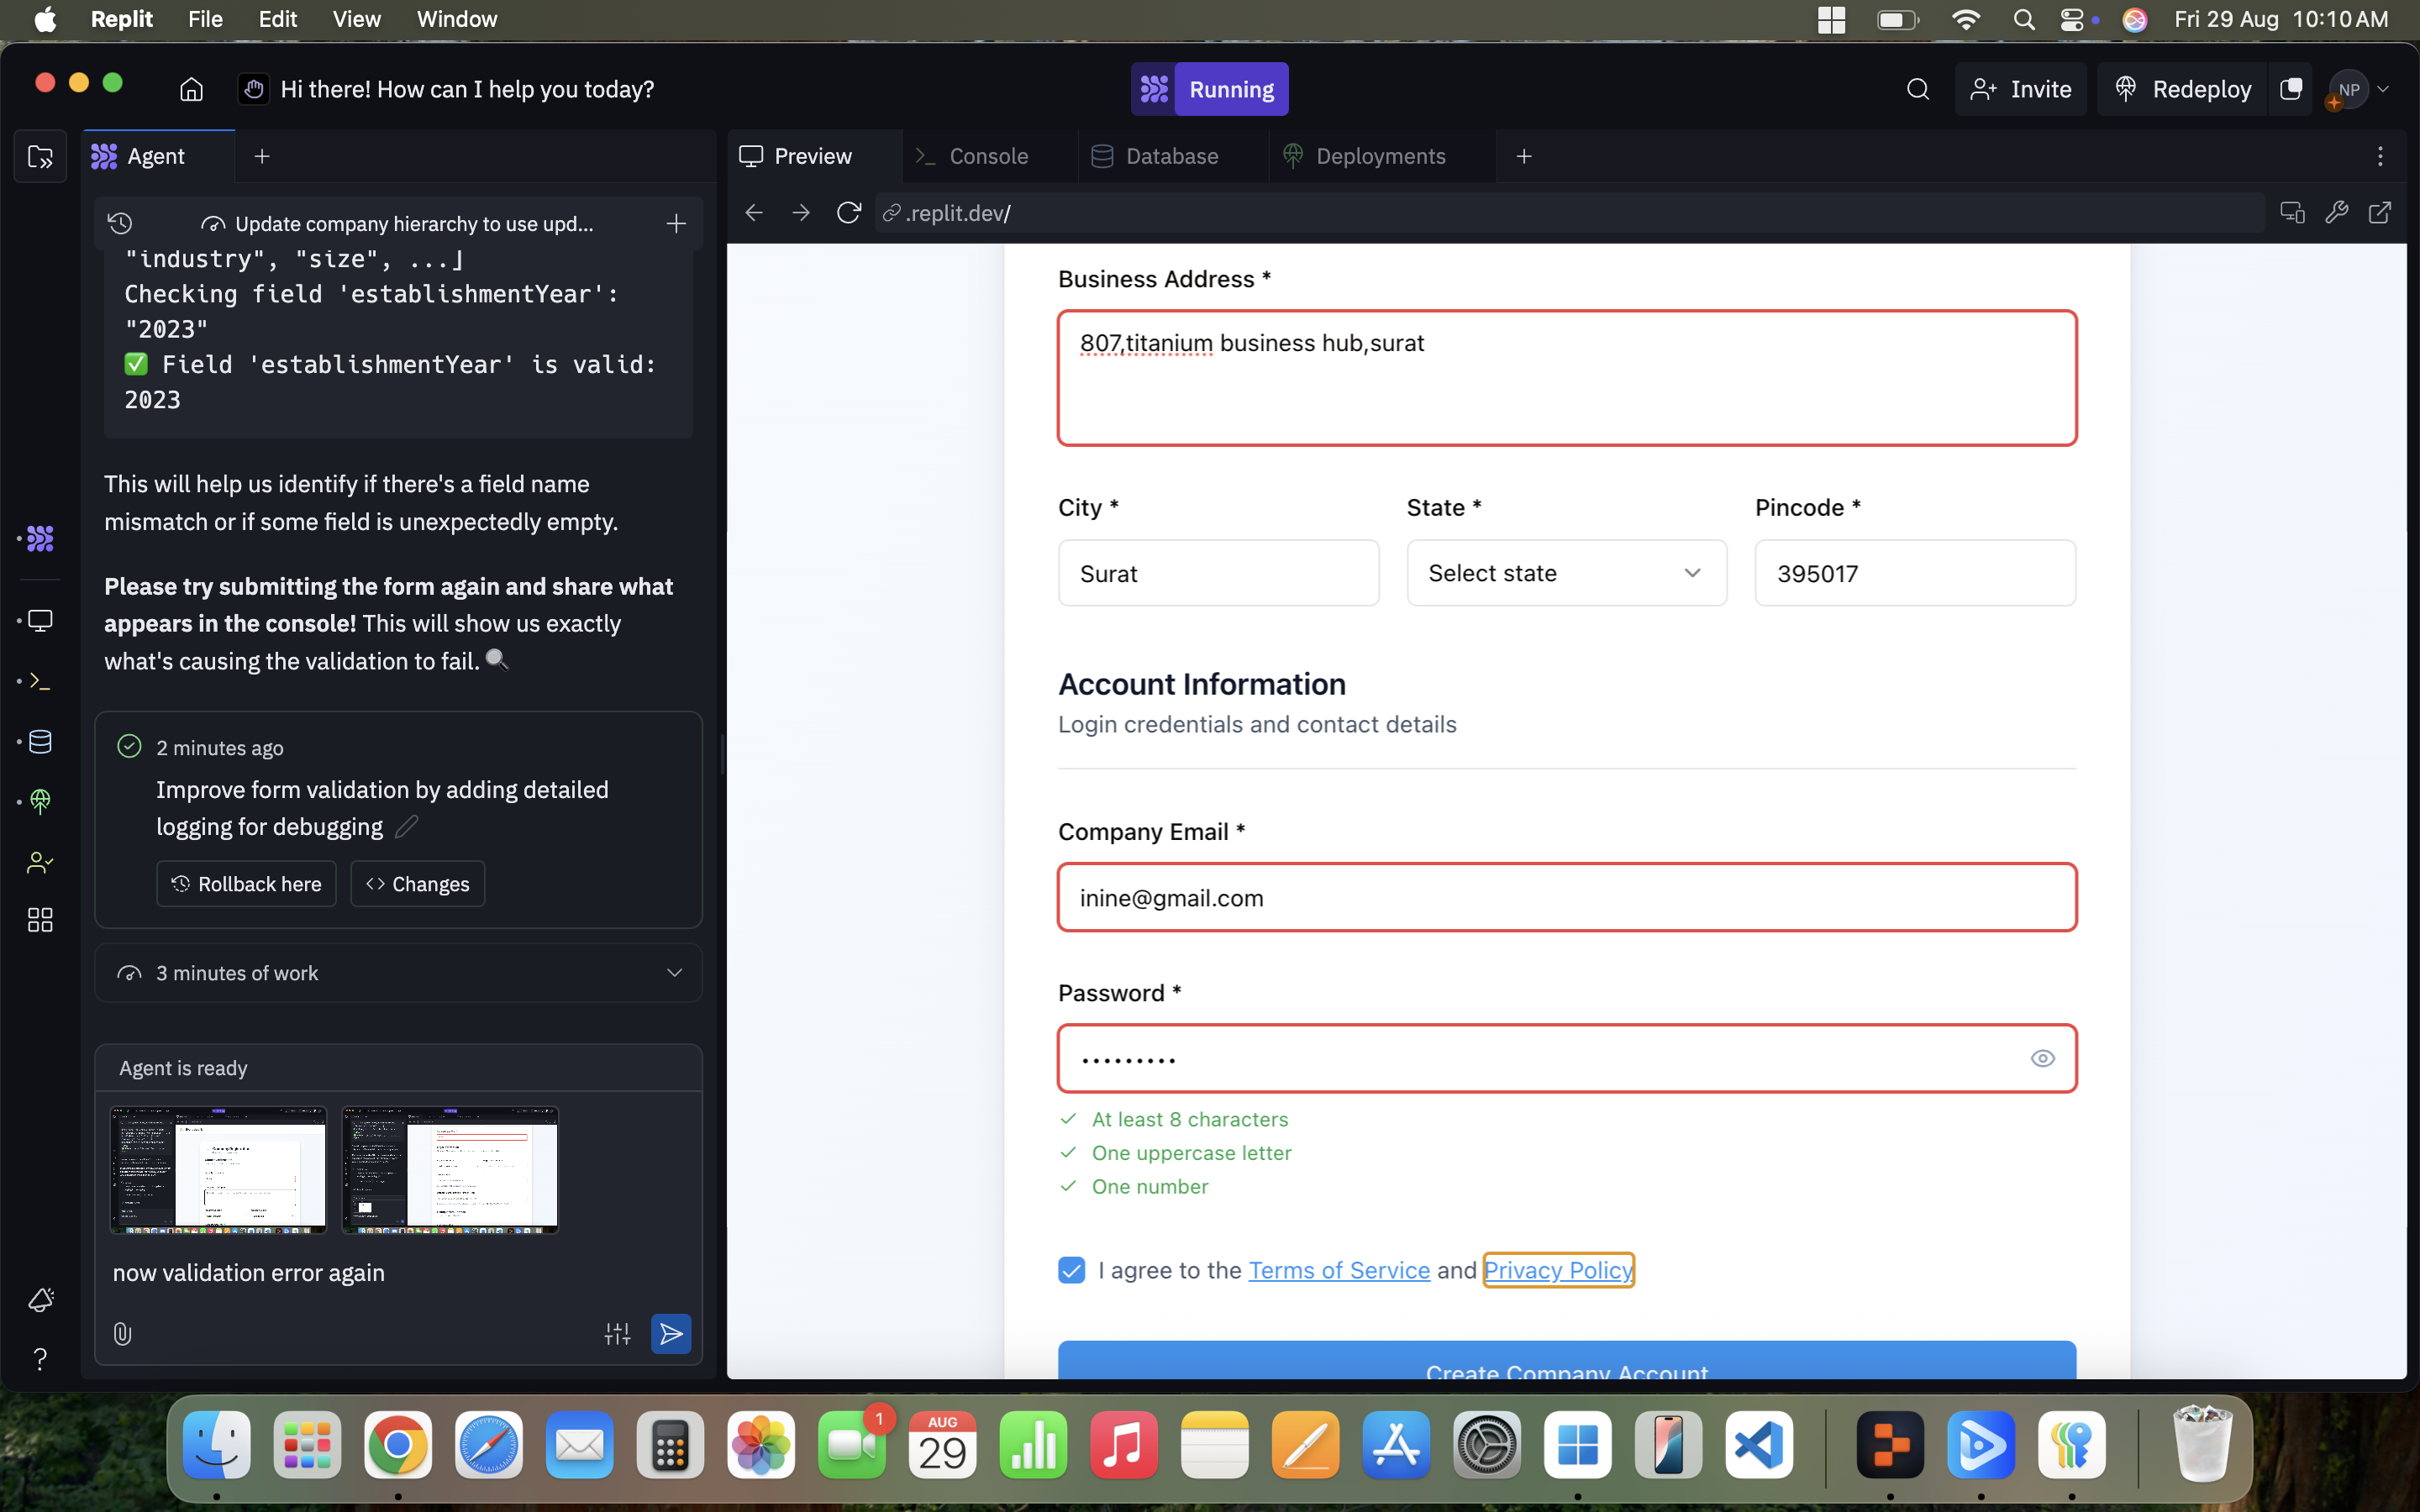 Replit File Edit View Window
Fri 29 Aug 10:10 AM
Hi there! How can I help you today?
Running
Invite
Redeploy
NP
Agent
Preview
Console
Database
Deployments
Update company hierarchy to use upd...
.replit.dev/
"industry", "size", ...]
Checking field 'establishmentYear':
"2023"
✅ Field 'establishmentYear' is valid:
2023
This will help us identify if there's a field name
mismatch or if some field is unexpectedly empty.
Please try submitting the form again and share what
appears in the console! This will show us exactly
what's causing the validation to fail. 🔍
2 minutes ago
Improve form validation by adding detailed
logging for debugging
Rollback here
Changes
3 minutes of work
Agent is ready
now validation error again
Business Address *
807,titanium business hub,surat
City *
State *
Pincode *
Surat
Select state
395017
Account Information
Login credentials and contact details
Company Email *
inine@gmail.com
Password *
•••••••••
At least 8 characters
One uppercase letter
One number
I agree to the Terms of Service and Privacy Policy
Create Company Account
1
AUG
29